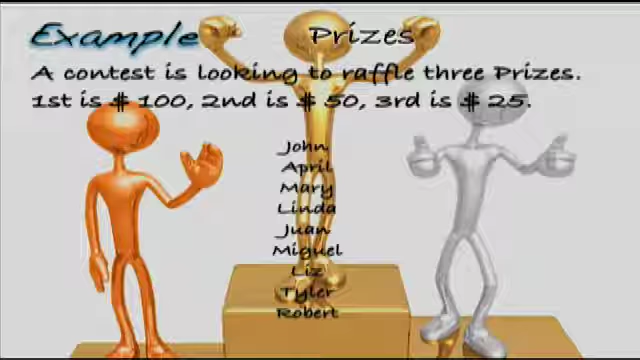 Example Prizes
A contest is looking to raffle three Prizes.
1st is $ 100, 2nd is $ 50, 3rd is $ 25.
John
April
Mary
Linda
Juan
Miguel
Liz
Tyler
Robert